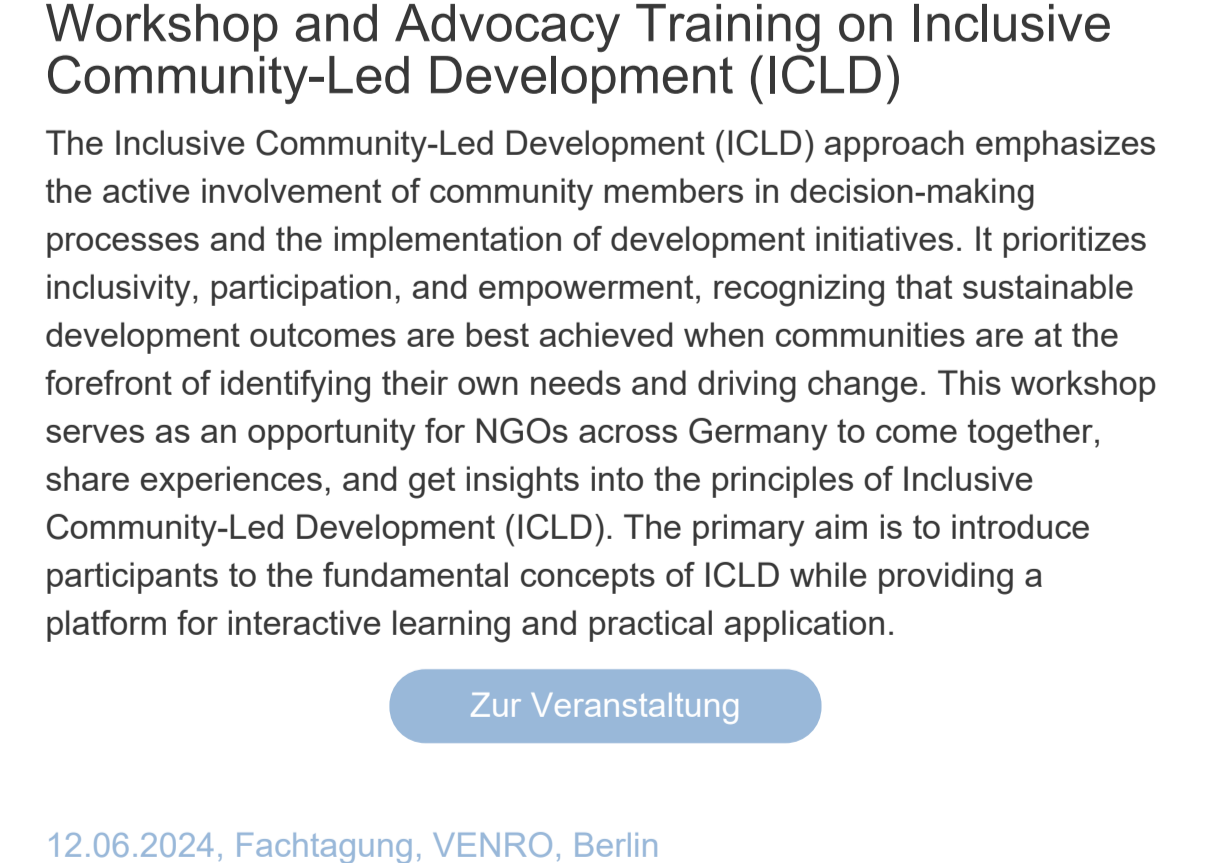 Workshop and Advocacy Training on Inclusive
Community-Led Development (ICLD)
The Inclusive Community-Led Development (ICLD) approach emphasizes
the active involvement of community members in decision-making
processes and the implementation of development initiatives. It prioritizes
inclusivity, participation, and empowerment, recognizing that sustainable
development outcomes are best achieved when communities are at the
forefront of identifying their own needs and driving change. This workshop
serves as an opportunity for NGOs across Germany to come together,
share experiences, and get insights into the principles of Inclusive
Community-Led Development (ICLD). The primary aim is to introduce
participants to the fundamental concepts of ICLD while providing a
platform for interactive learning and practical application.
Zur Veranstaltung
12.06.2024, Fachtagung, VENRO, Berlin